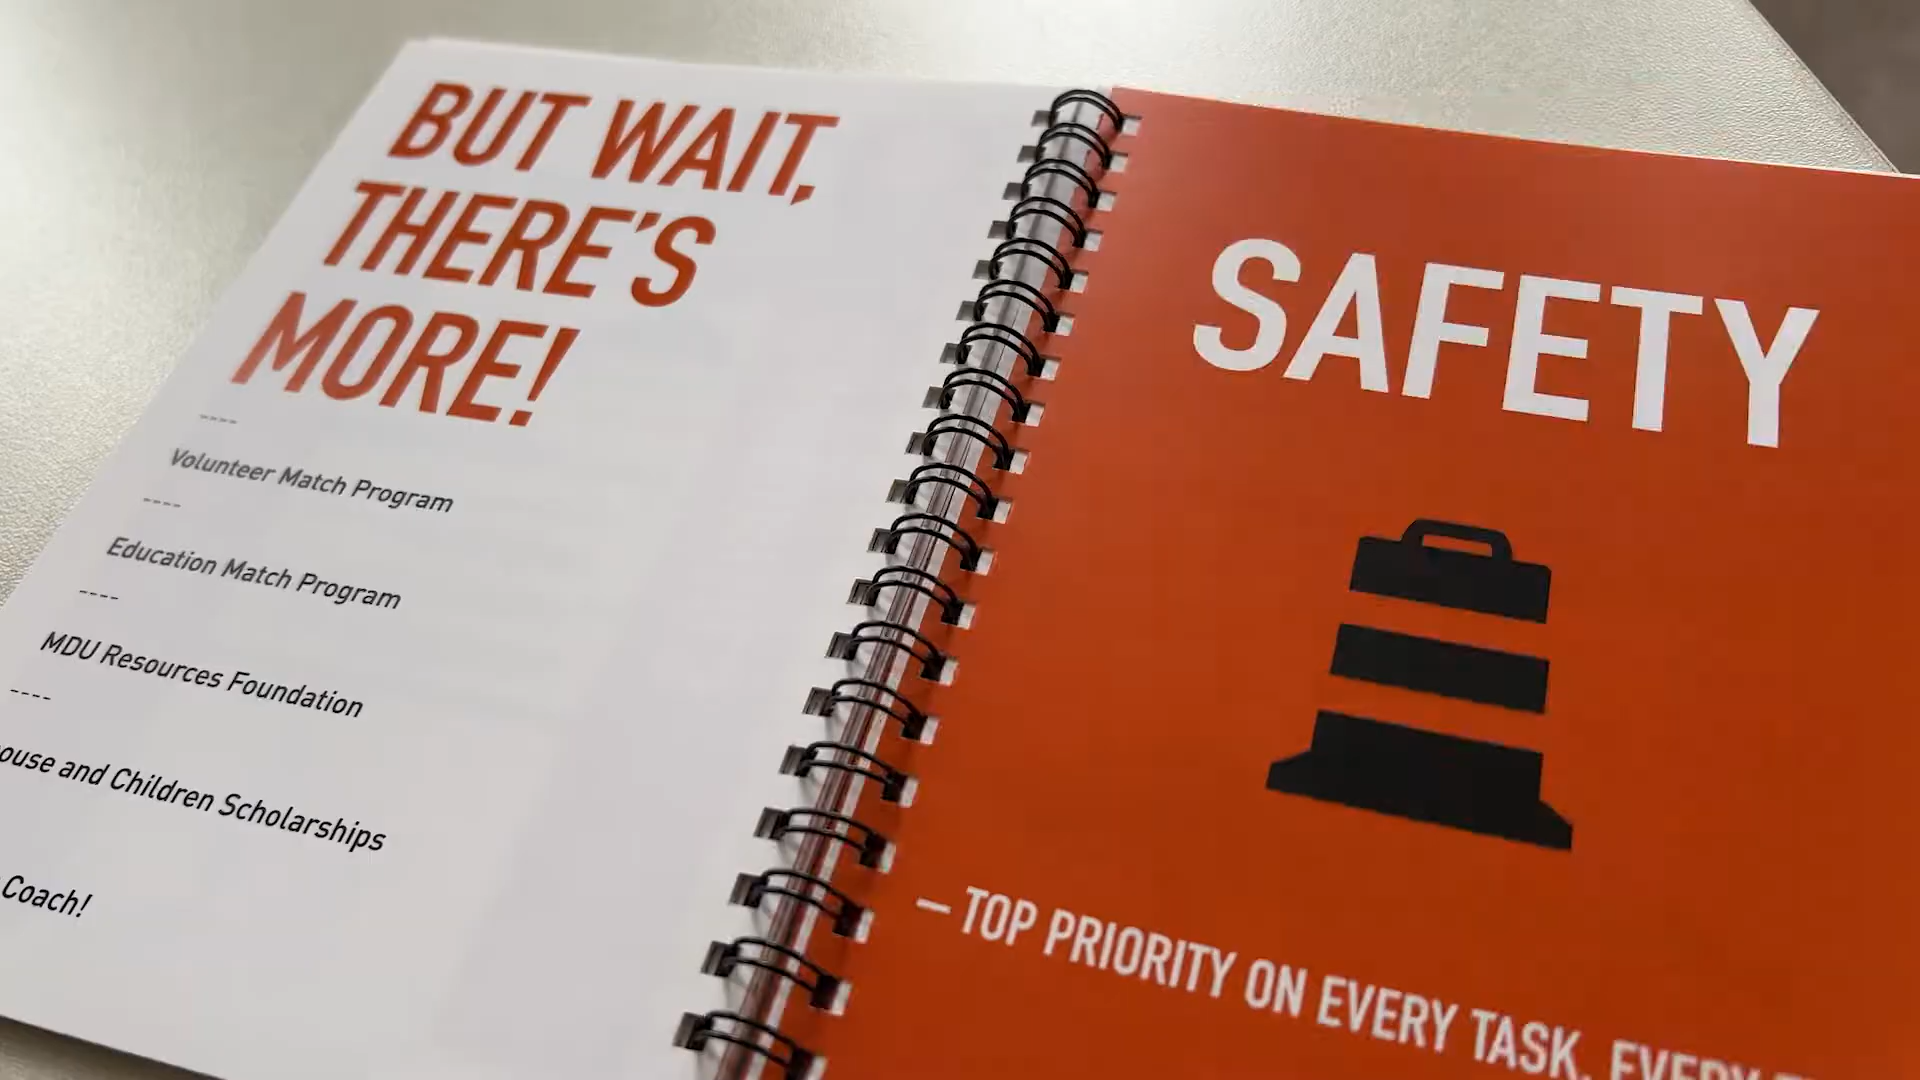 BUT WAIT,
THERE'S
MORE!
----
Volunteer Match Program
----
Education Match Program
----
MDU Resources Foundation
----
and Children Scholarships
Coach!
SAFETY
– TOP PRIORITY ON EVERY TASK, EVERY